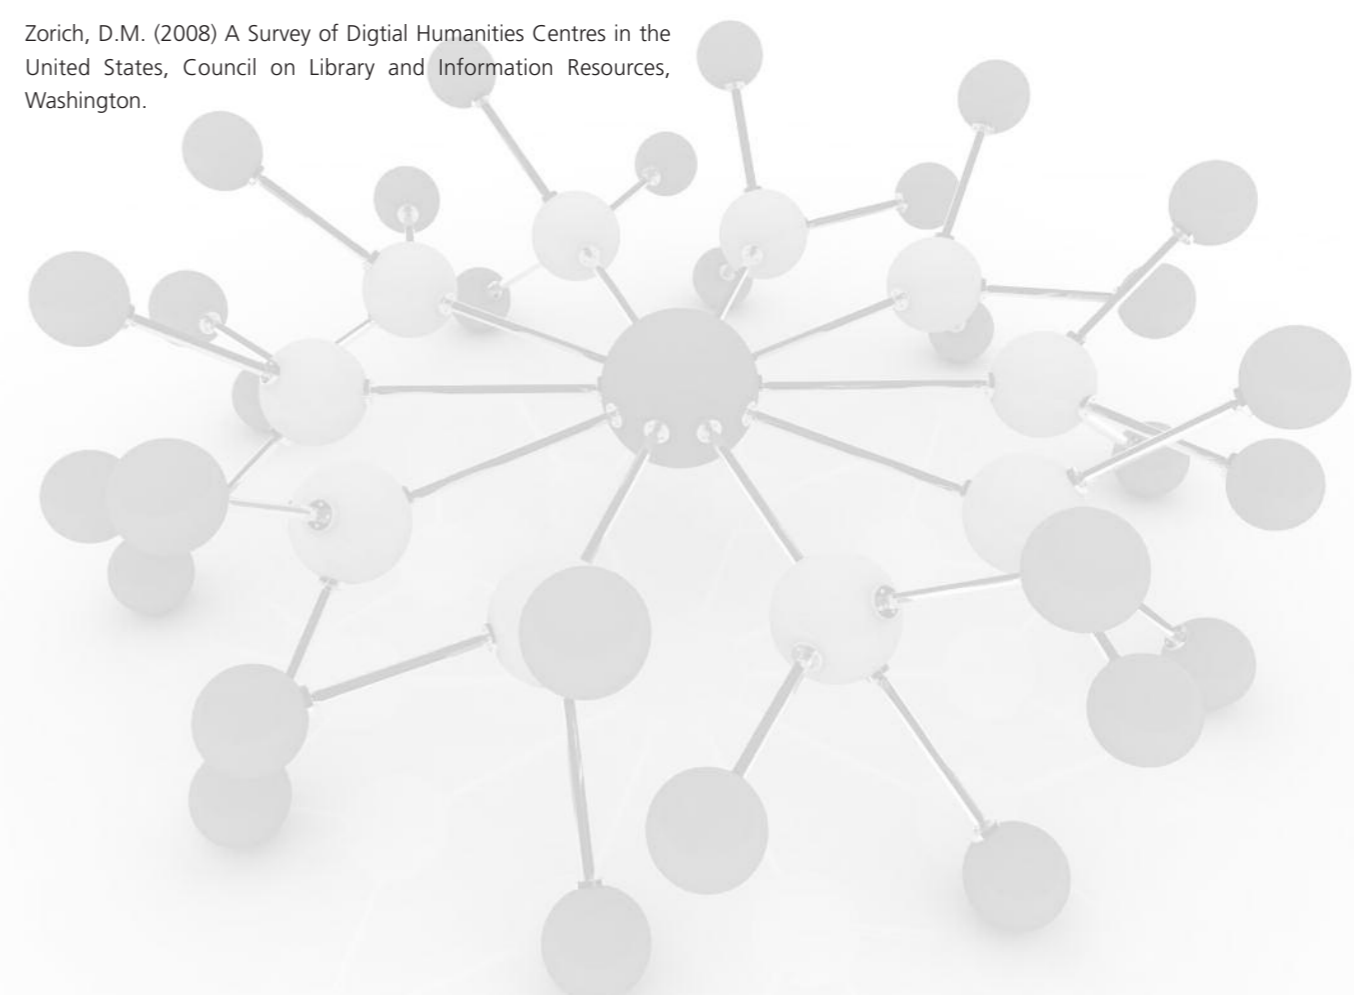 Zorich, D.M. (2008) A Survey of Digtial Humanities Centres in the
United States, Council on Library and Information Resources,
Washington.